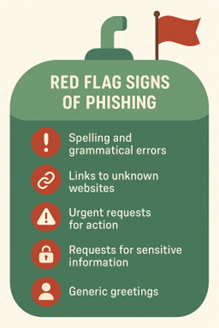 RED FLAG SIGNS
OF PHISHING
Spelling and
grammatical errors
Links to unknown
websites
Urgent requests
for action
Requests for sensitive
information
Generic greetings